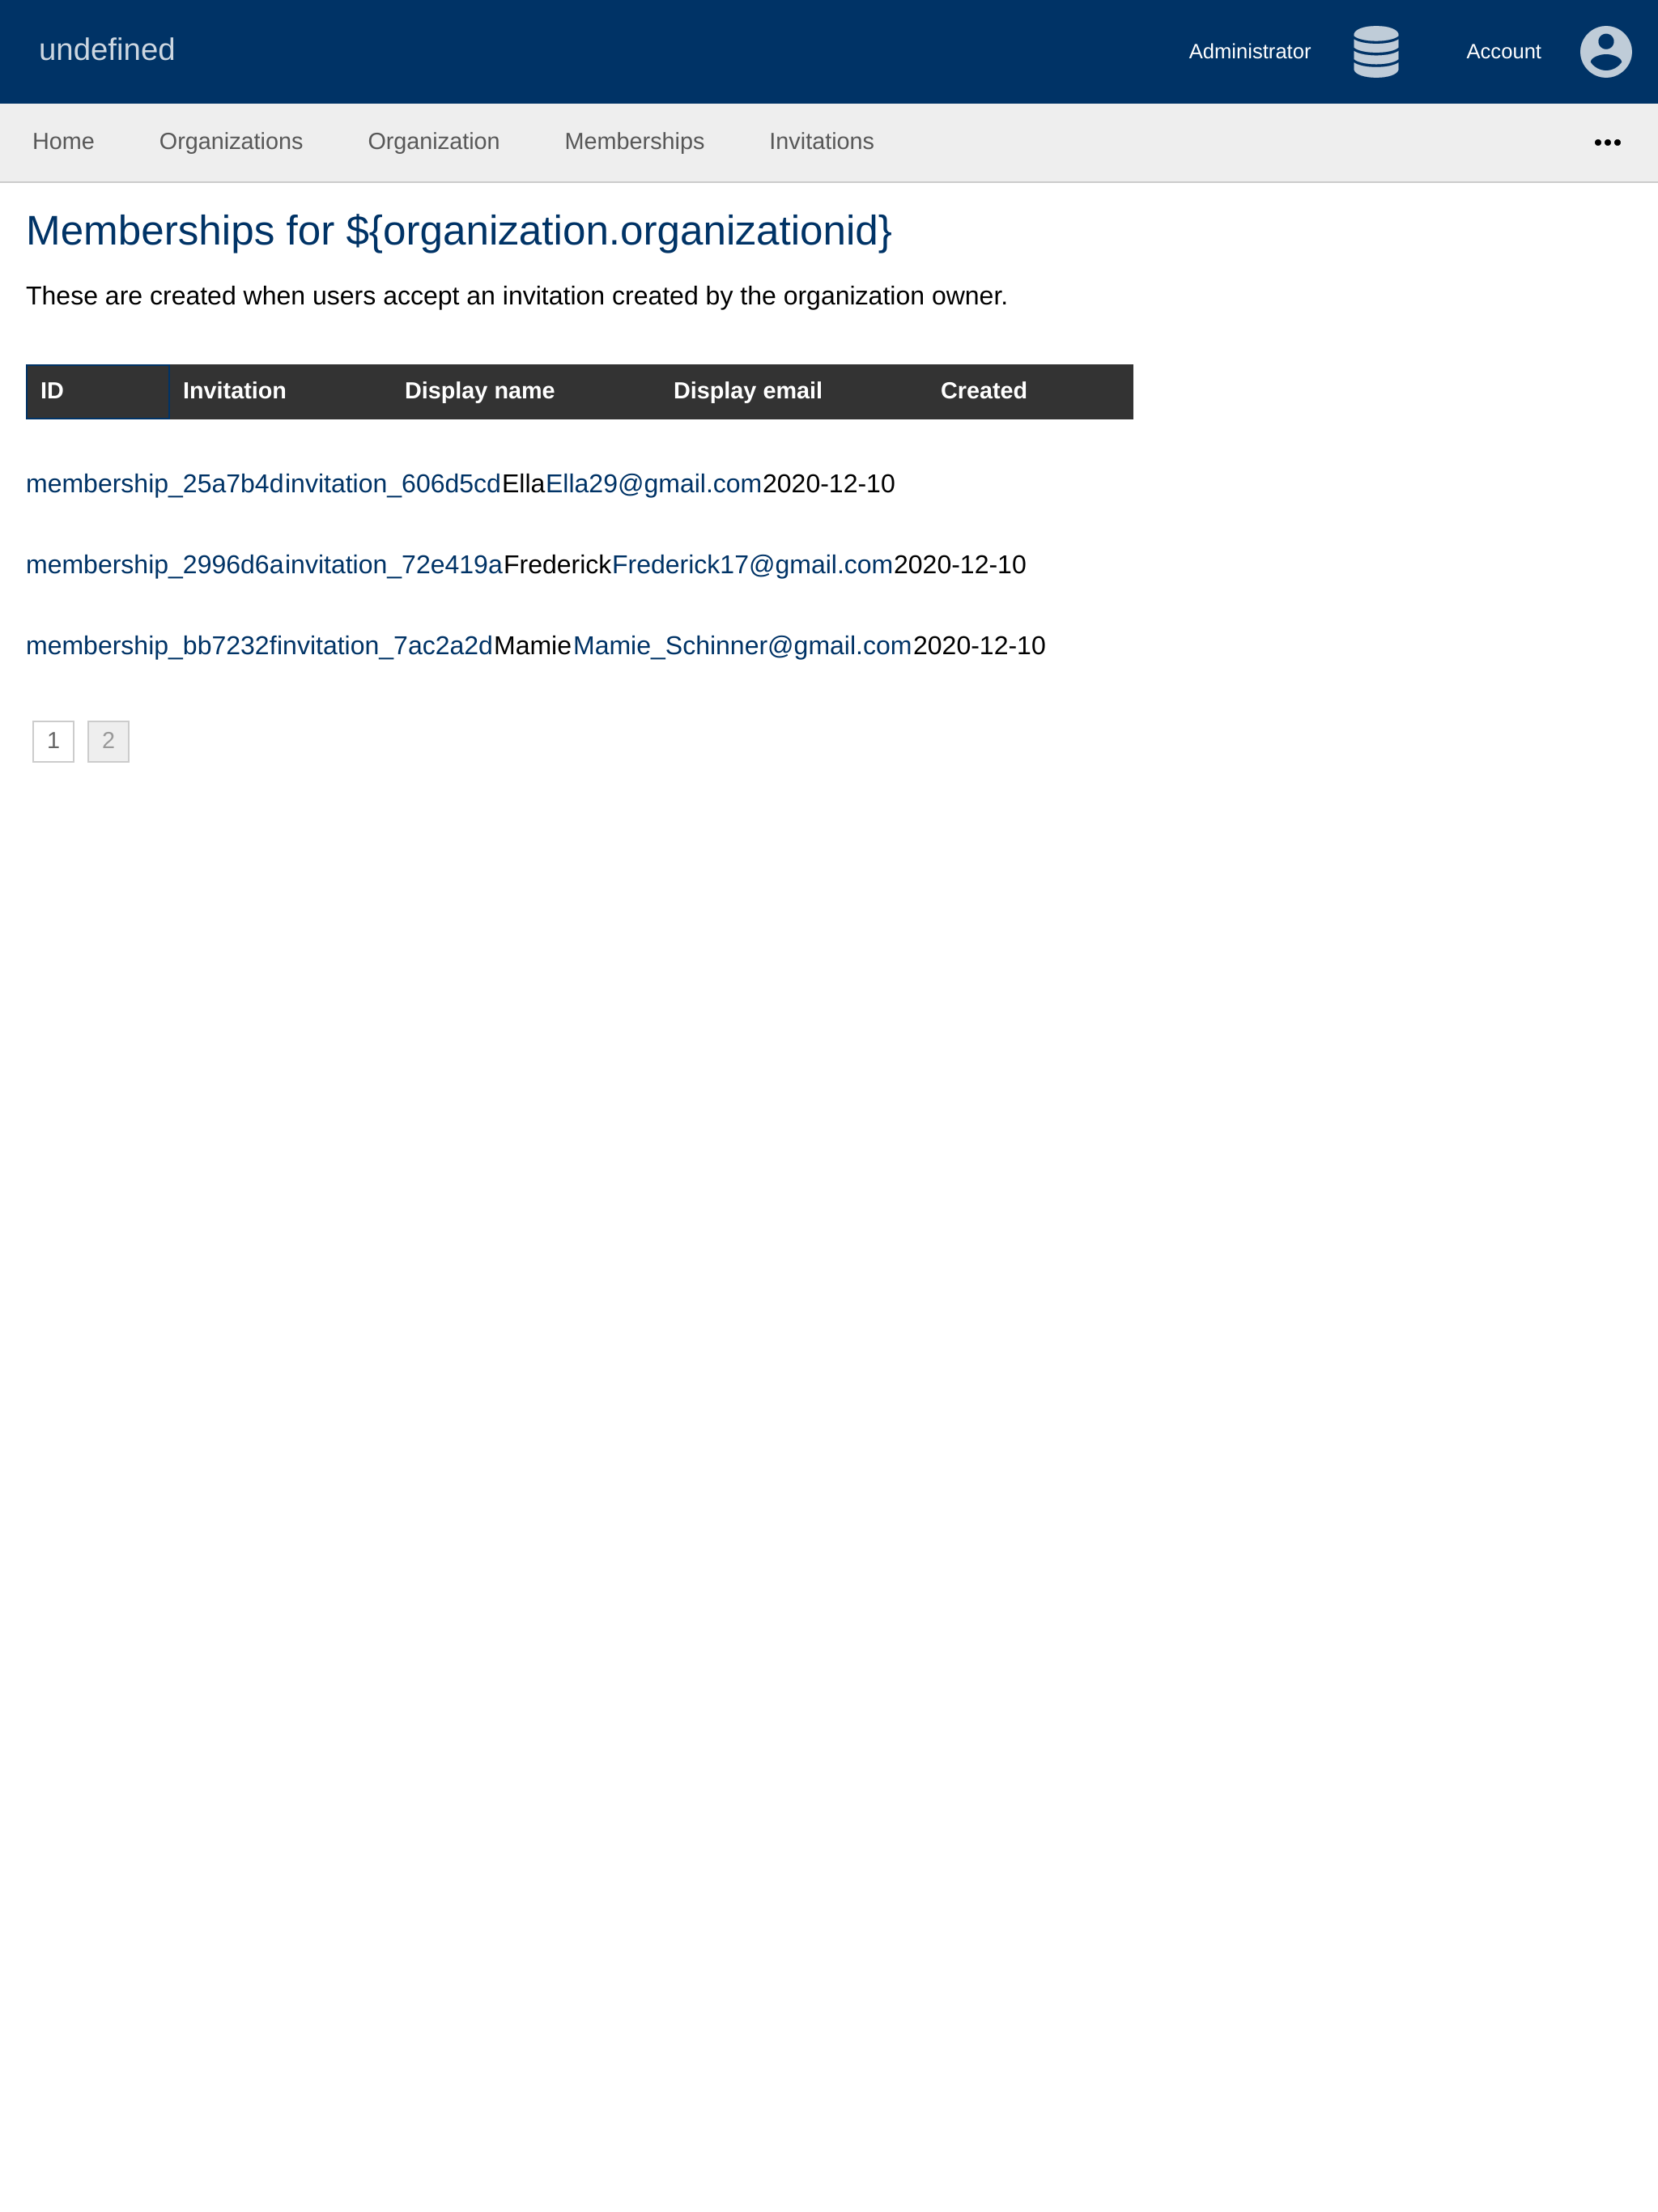 undefined Administrator Account
Home Organizations Organization Memberships Invitations •••
Memberships for ${organization.organizationid}
These are created when users accept an invitation created by the organization owner.
ID Invitation Display name Display email Created
membership_25a7b4dinvitation_606d5cdEllaElla29@gmail.com2020-12-10
membership_2996d6ainvitation_72e419aFrederickFrederick17@gmail.com2020-12-10
membership_bb7232finvitation_7ac2a2dMamieMamie_Schinner@gmail.com2020-12-10
1 2